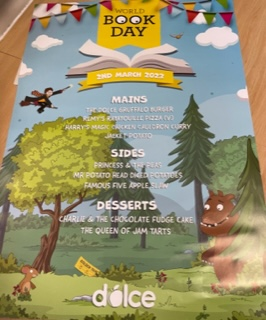 WORLD
BOOK
DAY
2ND MARCH 2023
MAINS
THE DOLCE GRUFFALO BURGER
REMY'S RATATOUILLE PIZZA (V)
HARRY'S MAGIC CHICKEN CAULDRON CURRY
JACKET POTATO
SIDES
PRINCESS & THE PEAS
MR POTATO HEAD DICED POTATOES
FAMOUS FIVE APPLE SLAW
DESSERTS
CHARLIE & THE CHOCOLATE FUDGE CAKE
THE QUEEN OF JAM TARTS
dólce